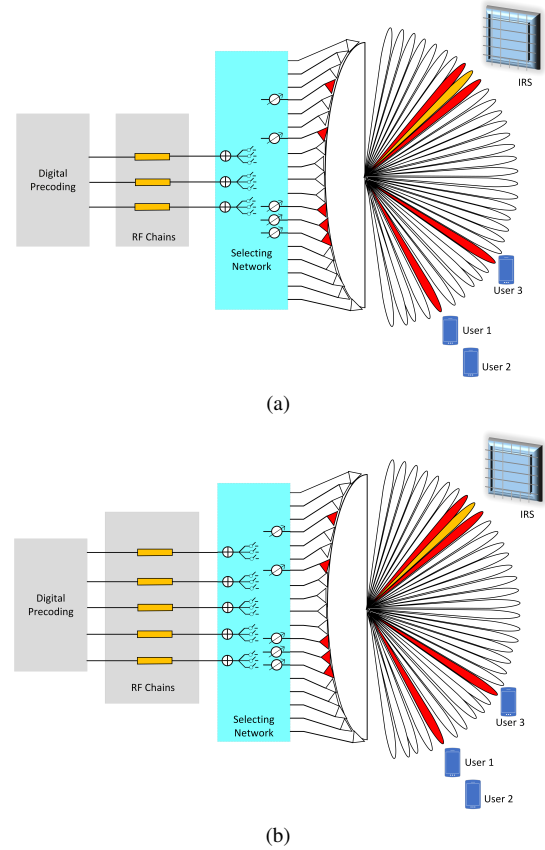 IRS
Digital
Precoding
RF Chains
Selecting
Network
User 3
User 1
User 2
(a)
IRS
Digital
Precoding
RF Chains
Selecting
Network
User 3
User 1
User 2
(b)